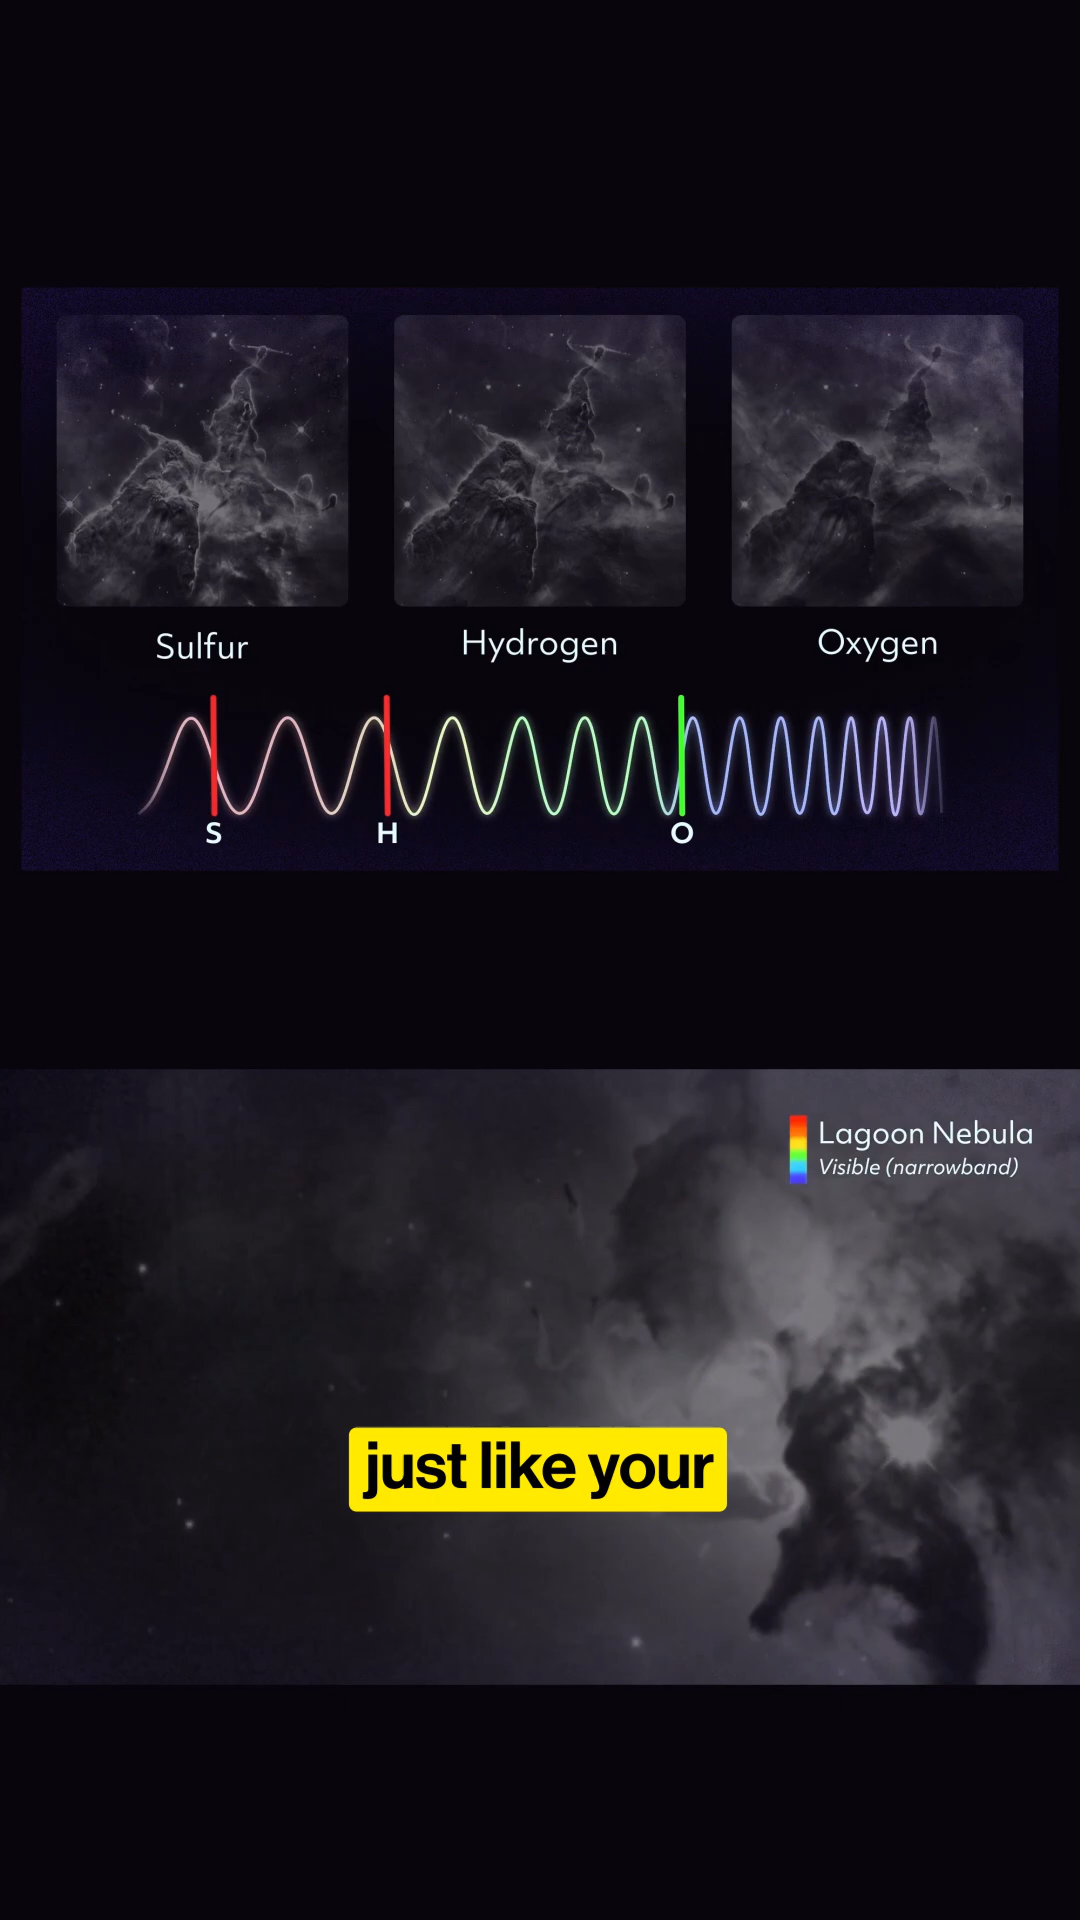 Sulfur
Hydrogen
Oxygen
S
H
O
Lagoon Nebula
Visible (narrowband)
just like your